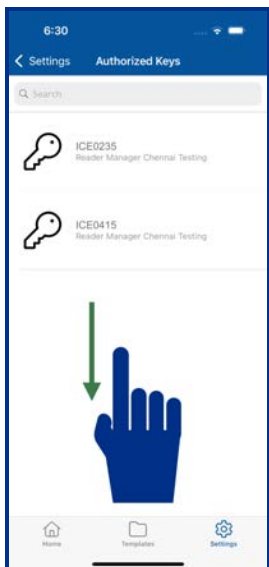 6:30
Settings
Authorized Keys
Search
ICE0235
Reader Manager Chennai Testing
ICE0415
Reader Manager Chennai Testing
Home
Templates
Settings